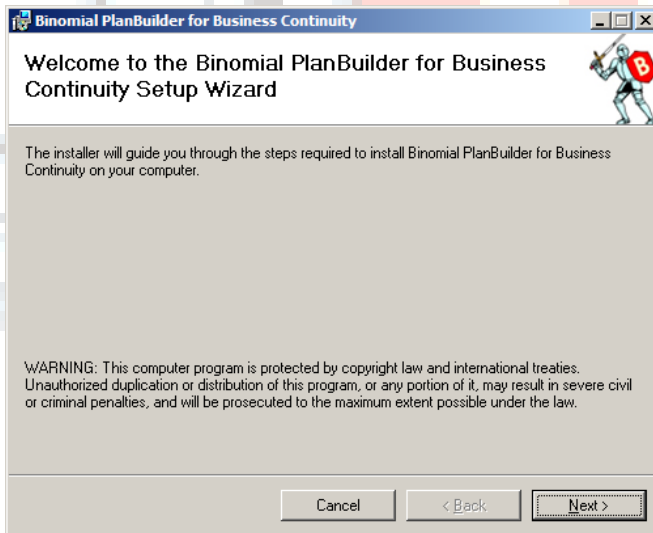 Binomial PlanBuilder for Business Continuity
Welcome to the Binomial PlanBuilder for Business
Continuity Setup Wizard
B
The installer will guide you through the steps required to install Binomial PlanBuilder for Business
Continuity on your computer.
WARNING: This computer program is protected by copyright law and international treaties.
Unauthorized duplication or distribution of this program, or any portion of it, may result in severe civil
or criminal penalties, and will be prosecuted to the maximum extent possible under the law.
Cancel < Back Next >